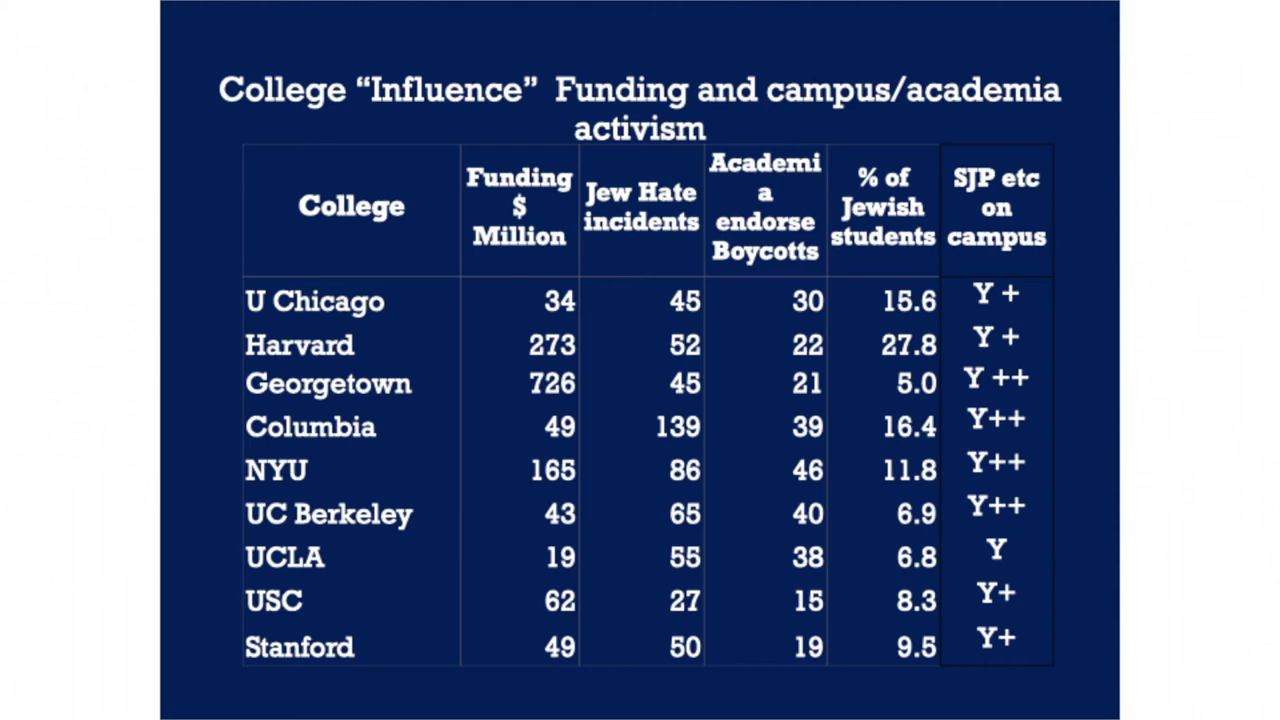 College “Influence” Funding and campus/academia
activism
College
Funding
$
Million
Jew Hate
incidents
Academi
a
endorse
Boycotts
% of
Jewish
students
SJP etc
on
campus
U Chicago 34 45 30 15.6 Y +
Harvard 273 52 22 27.8 Y +
Georgetown 726 45 21 5.0 Y ++
Columbia 49 139 39 16.4 Y++
NYU 165 86 46 11.8 Y++
UC Berkeley 43 65 40 6.9 Y++
UCLA 19 55 38 6.8 Y
USC 62 27 15 8.3 Y+
Stanford 49 50 19 9.5 Y+